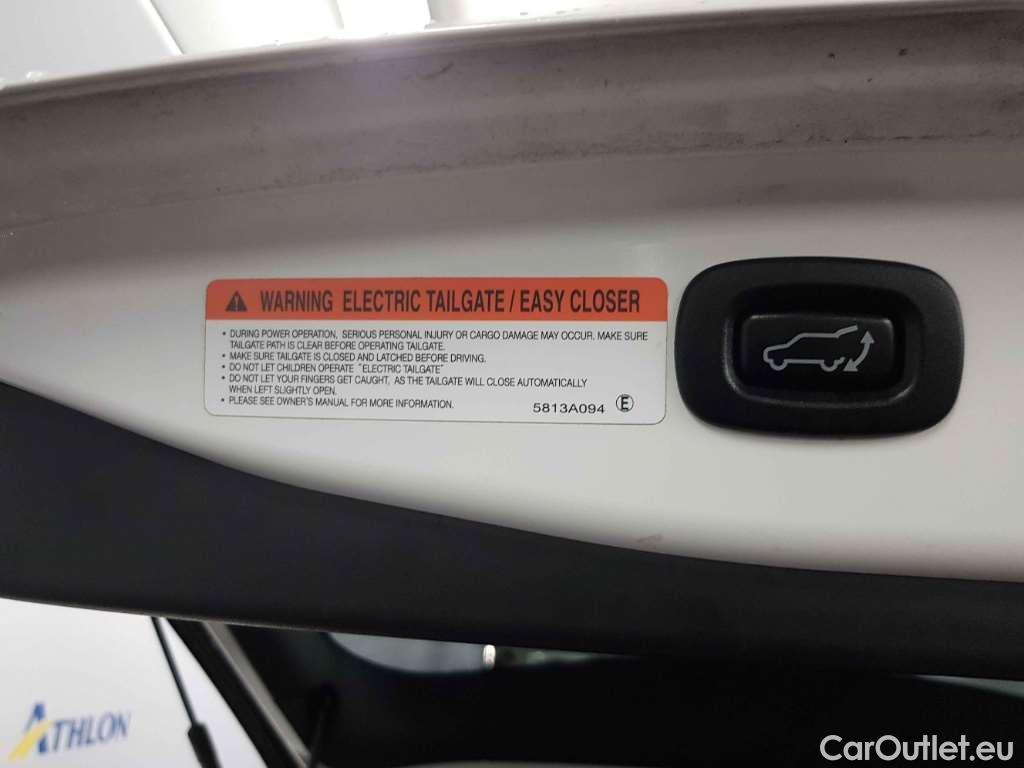 WARNING ELECTRIC TAILGATE / EASY CLOSER
• DURING POWER OPERATION, SERIOUS PERSONAL INJURY OR CARGO DAMAGE MAY OCCUR. MAKE SURE
TAILGATE PATH IS CLEAR BEFORE OPERATING TAILGATE.
• MAKE SURE TAILGATE IS CLOSED AND LATCHED BEFORE DRIVING.
• DO NOT LET CHILDREN OPERATE "ELECTRIC TAILGATE"
• DO NOT LET YOUR FINGERS GET CAUGHT, AS THE TAILGATE WILL CLOSE AUTOMATICALLY
WHEN LEFT SLIGHTLY OPEN.
• PLEASE SEE OWNER'S MANUAL FOR MORE INFORMATION.
5813A094 Ⓔ
ATHLON
CarOutlet.eu